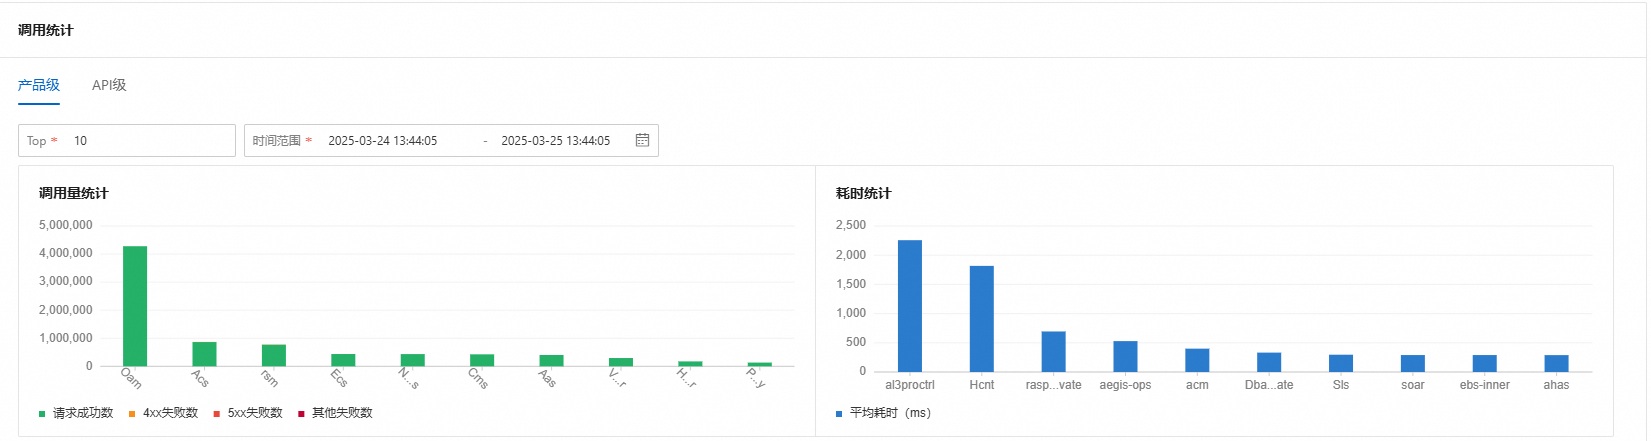 调用统计
产品级 API级
Top * 10 时间范围 * 2025-03-24 13:44:05 - 2025-03-25 13:44:05
调用量统计
5,000,000
4,000,000
3,000,000
2,000,000
1,000,000
0
Oam Acs rsm Ecs N...s Cms Aas V...r H...r P...y
请求成功数 4xx失败数 5xx失败数 其他失败数
耗时统计
2,500
2,000
1,500
1,000
500
0
al3proctrl Hcnt rasp...vate aegis-ops acm Dba...ate Sls soar ebs-inner ahas
平均耗时（ms）